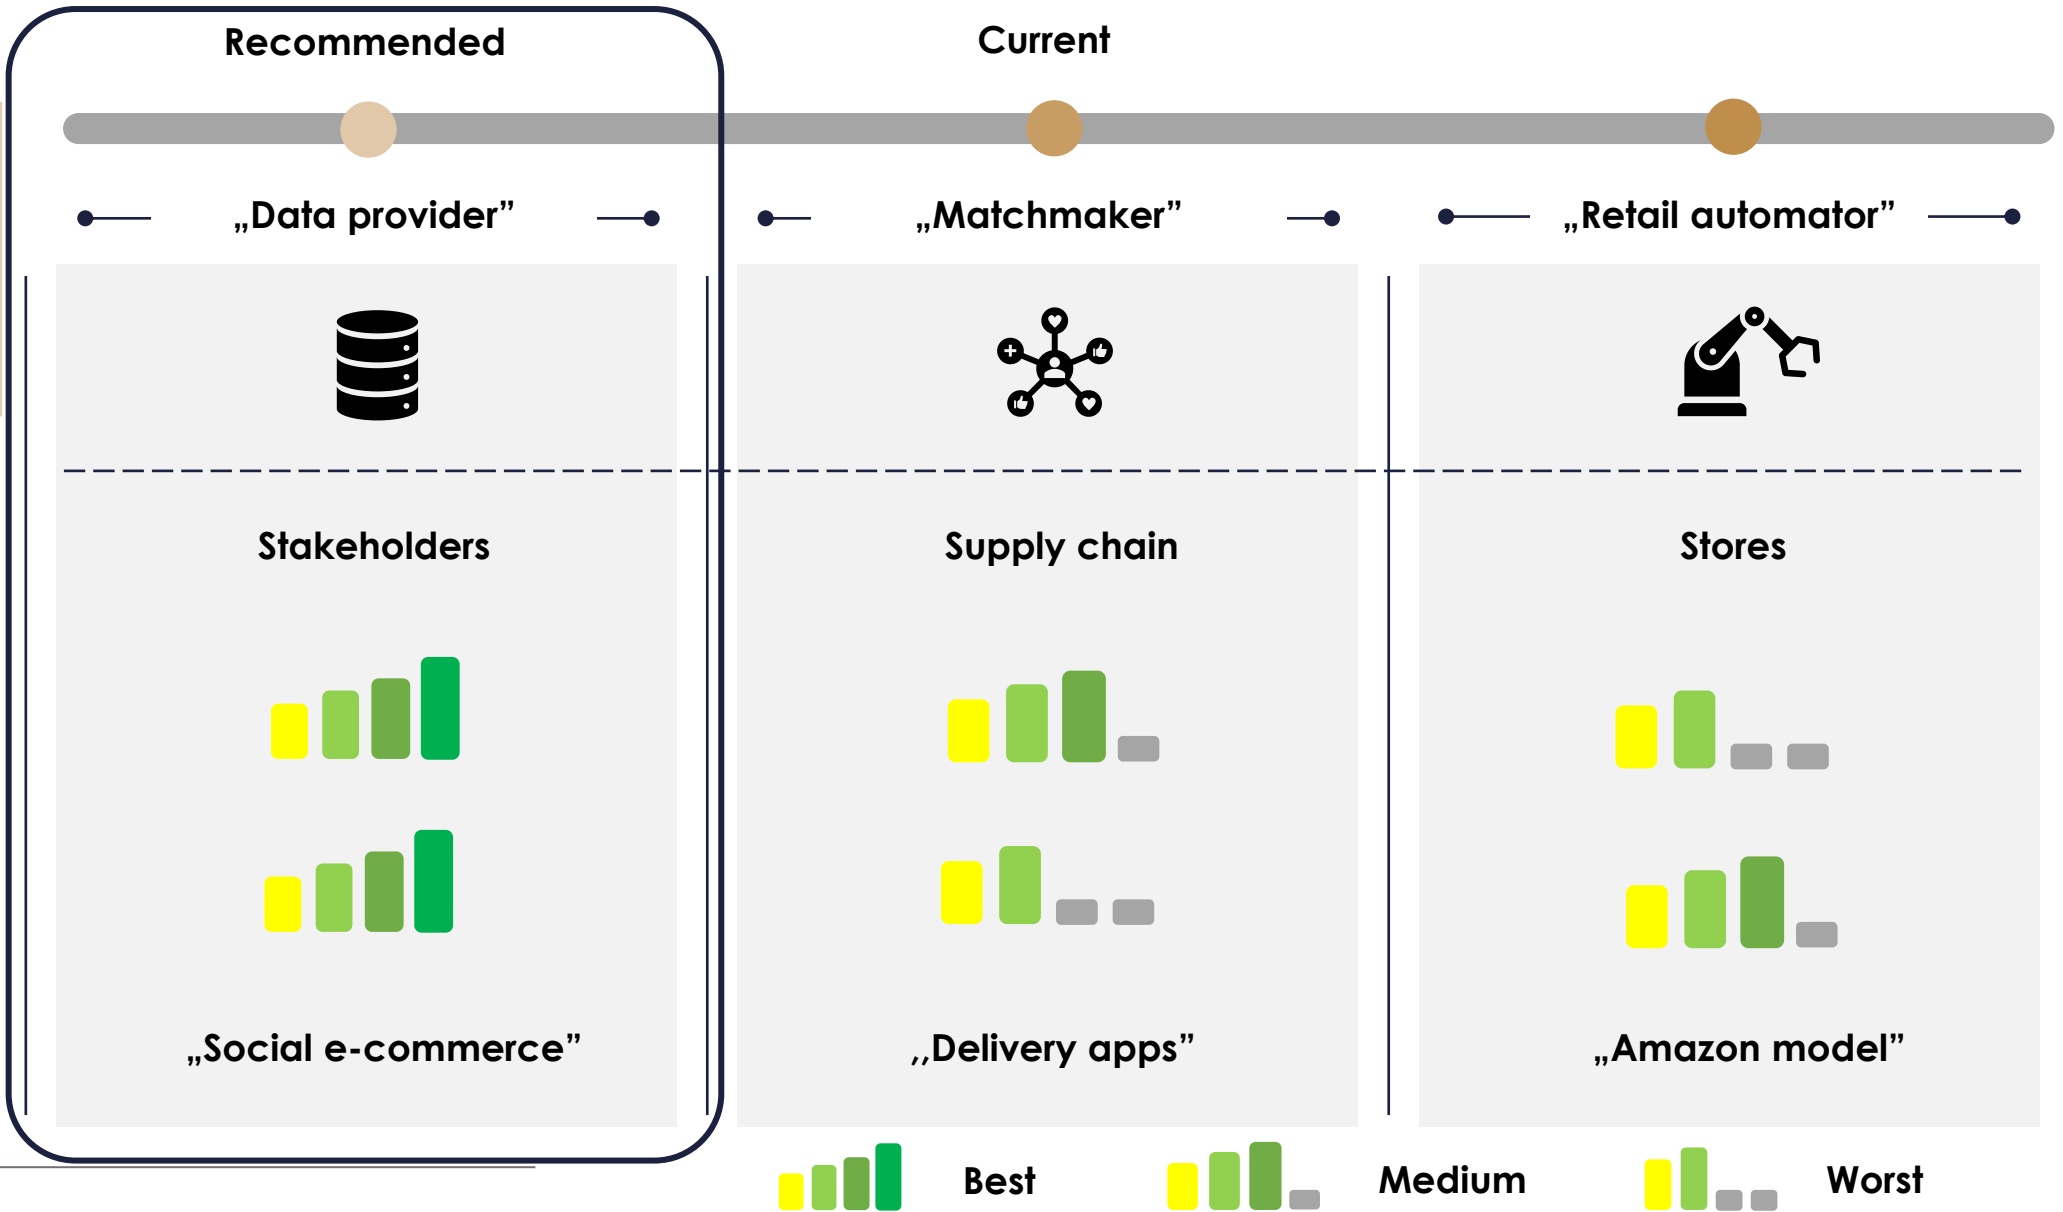 Recommended
Current
„Data provider”
„Matchmaker”
„Retail automator”
Stakeholders
Supply chain
Stores
„Social e-commerce”
,,Delivery apps”
„Amazon model”
Best
Medium
Worst